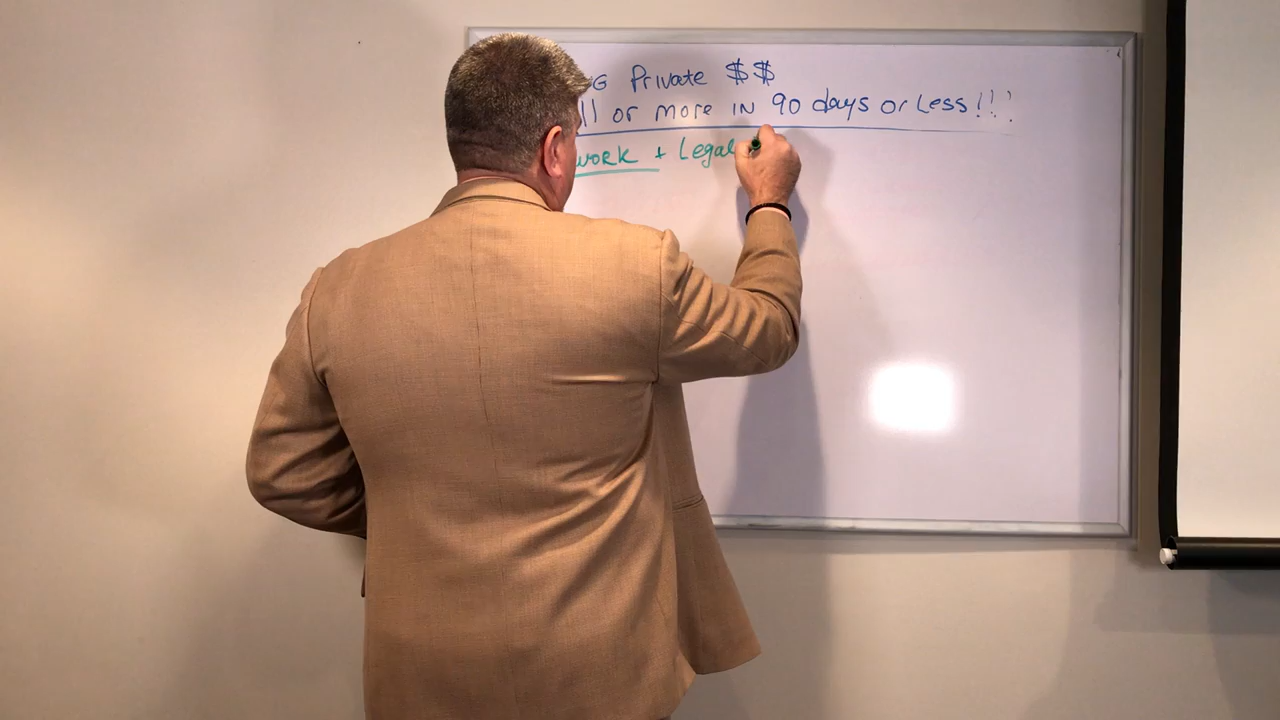 G Private $$
ll or more in 90 days or Less!!!
work + Legal